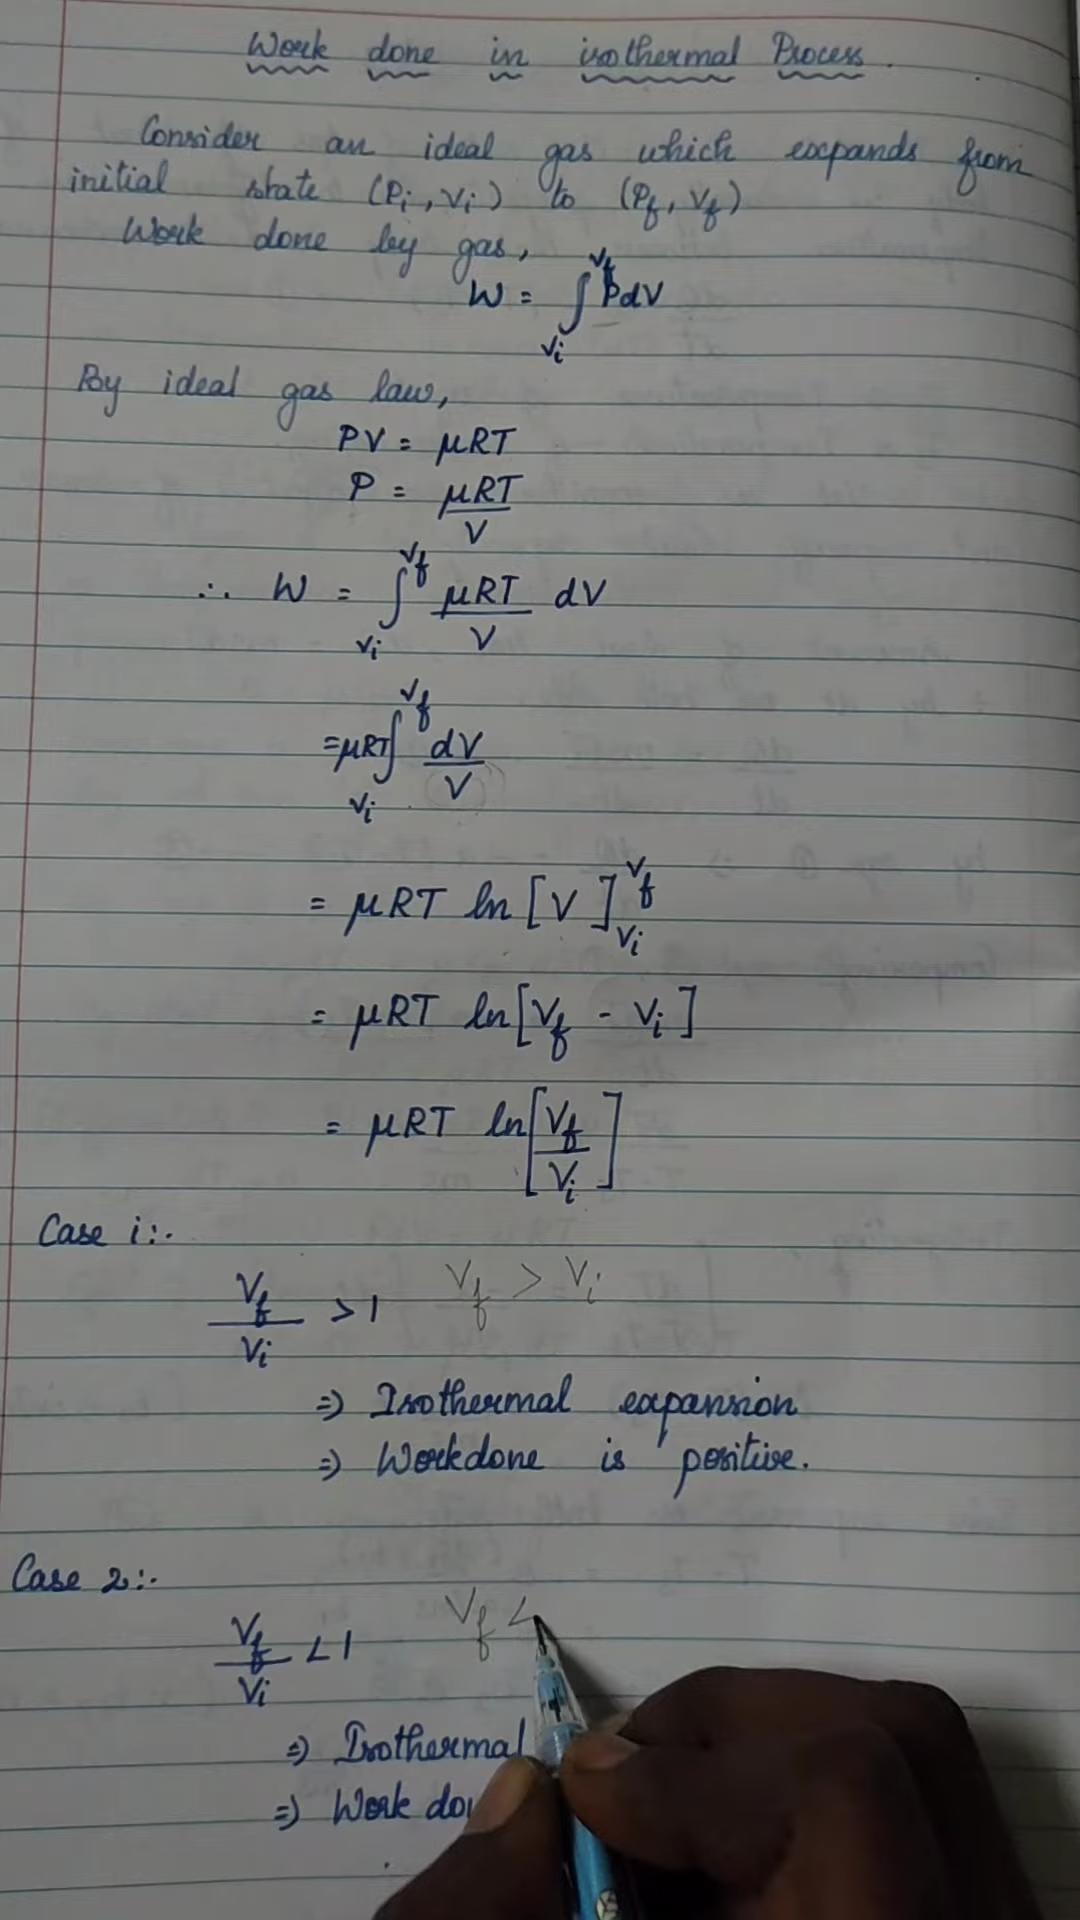 Work done in isothermal Process.
Consider an ideal gas which expands from
initial state (Pi, Vi) to (Pf, Vf)
Work done by gas,
W = ∫_{Vi}^{Vf} PdV
By ideal gas law,
PV = μRT
P = μRT/V
∴ W = ∫_{Vi}^{Vf} μRT/V dV
= μRT ∫_{Vi}^{Vf} dV/V
= μRT ln [V]_{Vi}^{Vf}
= μRT ln [Vf - Vi]
= μRT ln [Vf/Vi]
Case i:-
Vf/Vi > 1 Vf > Vi
⇒ Isothermal expansion
⇒ Workdone is positive.
Case 2:-
Vf/Vi < 1 Vf <
⇒ Isothermal
⇒ Work